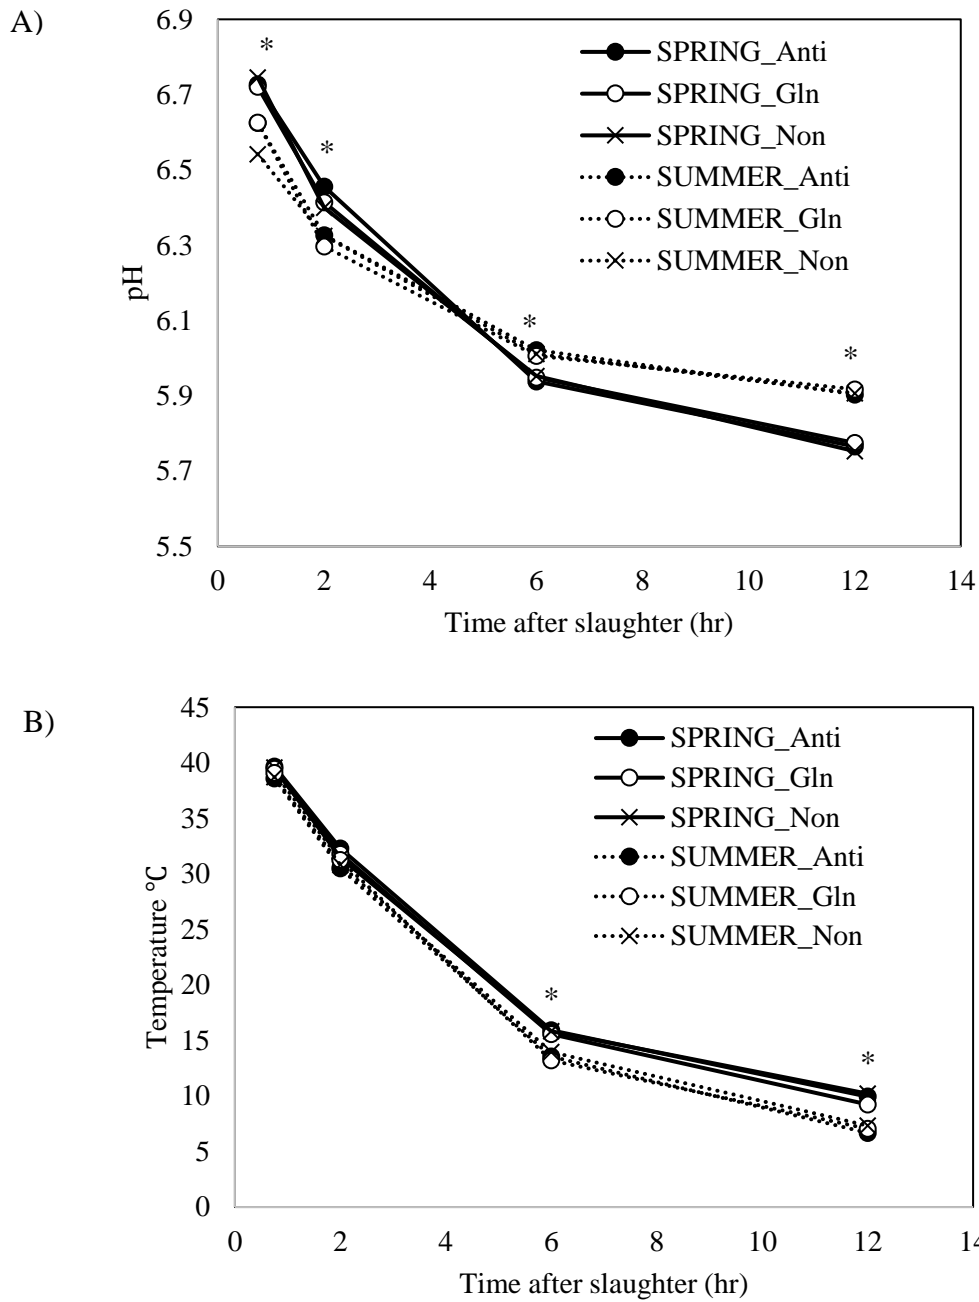 A)
6.9
6.7
6.5
6.3
6.1
5.9
5.7
5.5
pH
*
*
*
*
SPRING_Anti
SPRING_Gln
SPRING_Non
SUMMER_Anti
SUMMER_Gln
SUMMER_Non
0 2 4 6 8 10 12 14
Time after slaughter (hr)
B)
45
40
35
30
25
20
15
10
5
0
Temperature °C
*
*
SPRING_Anti
SPRING_Gln
SPRING_Non
SUMMER_Anti
SUMMER_Gln
SUMMER_Non
0 2 4 6 8 10 12 14
Time after slaughter (hr)